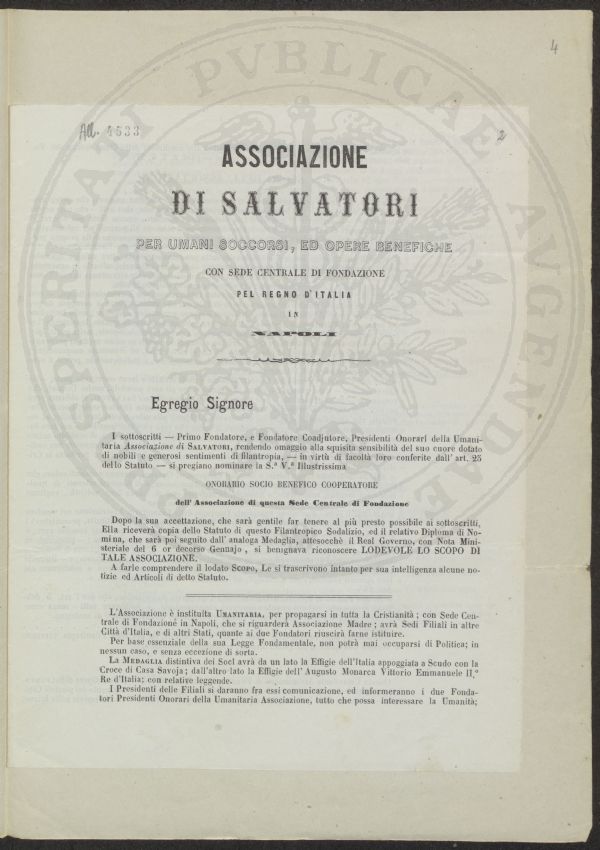 4
All. 4533
2
ASSOCIAZIONE
DI SALVATORI
PER UMANI SOCCORSI, ED OPERE BENEFICHE
CON SEDE CENTRALE DI FONDAZIONE
PEL REGNO D'ITALIA
IN
NAPOLI
Egregio Signore
I sottoscritti — Primo Fondatore, e Fondatore Coadjutore, Presidenti Onorari della Umani-
taria Associazione di SALVATORI, rendendo omaggio alla squisita sensibilità del suo cuore dotato
di nobili e generosi sentimenti di filantropia, — in virtù di facoltà loro conferite dall'art. 25
dello Statuto — si pregiano nominare la S.ª V.ª Illustrissima
ONORARIO SOCIO BENEFICO COOPERATORE
dell'Associazione di questa Sede Centrale di Fondazione
Dopo la sua accettazione, che sarà gentile far tenere al più presto possibile ai sottoscritti,
Ella riceverà copia dello Statuto di questo Filantropico Sodalizio, ed il relativo Diploma di No-
mina, che sarà poi seguito dall'analoga Medaglia, attesocchè il Real Governo, con Nota Mini-
steriale del 6 or decorso Gennajo, si benignava riconoscere LODEVOLE LO SCOPO DI
TALE ASSOCIAZIONE.
A farle comprendere il lodato SCOPO, Le si trascrivono intanto per sua intelligenza alcune no-
tizie ed Articoli di detto Statuto.
L'Associazione è instituita UMANITARIA, per propagarsi in tutta la Cristianità; con Sede Cen-
trale di Fondazione in Napoli, che si riguarderà Associazione Madre; avrà Sedi Filiali in altre
Città d'Italia, e di altri Stati, quante ai due Fondatori riuscirà farne istituire.
Per base essenziale della sua Legge Fondamentale, non potrà mai occuparsi di Politica; in
nessun caso, e senza eccezione di sorta.
La MEDAGLIA distintiva dei Soci avrà da un lato la Effigie dell'Italia appoggiata a Scudo con la
Croce di Casa Savoja; dall'altro lato la Effigie dell'Augusto Monarca Vittorio Emmanuele II,º
Re d'Italia; con relative leggende.
I Presidenti delle Filiali si daranno fra essi comunicazione, ed informeranno i due Fonda-
tori Presidenti Onorari della Umanitaria Associazione, tutto che possa interessare la Umanità;
PROSPERITATI PVBLICAE AVGENDAE